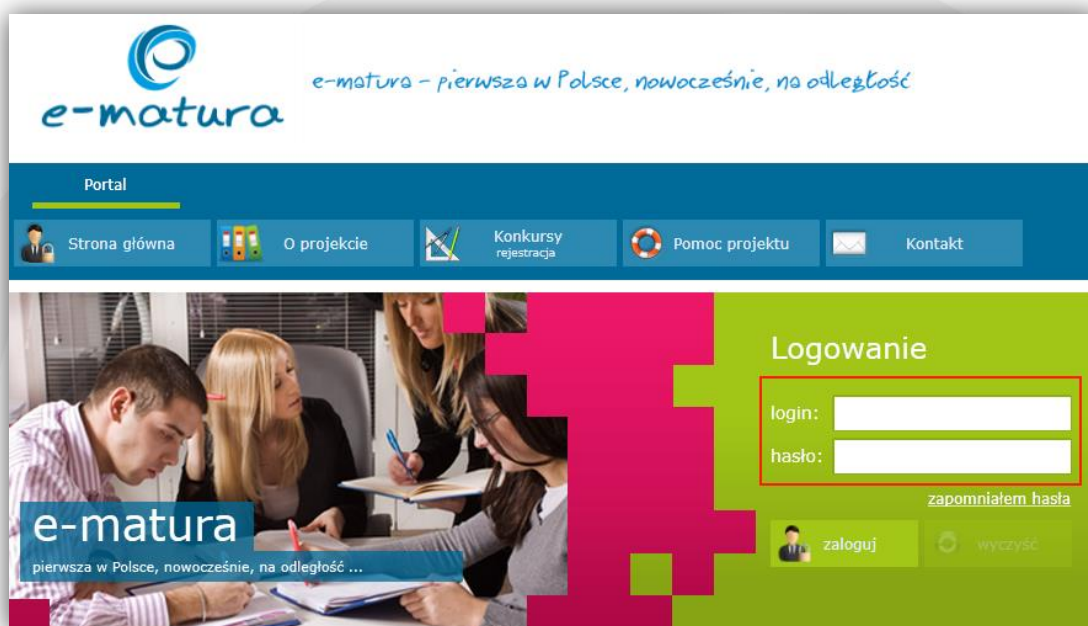 e-matura
e-matura - pierwsza w Polsce, nowocześnie, na odległość
Portal
Strona główna
O projekcie
Konkursy
rejestracja
Pomoc projektu
Kontakt
Logowanie
login:
hasło:
zapomniałem hasła
zaloguj
wyczyść
e-matura
pierwsza w Polsce, nowocześnie, na odległość ...